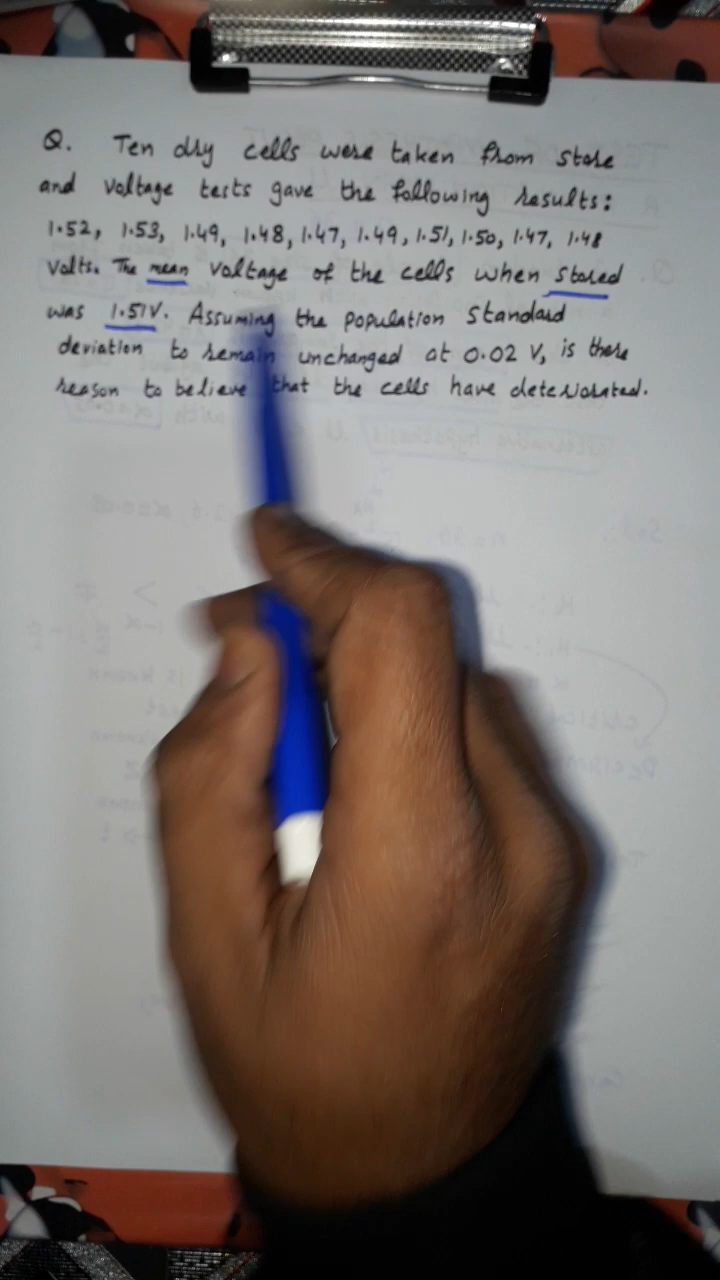 Q. Ten dry cells were taken from store
and voltage tests gave the following results:
1.52, 1.53, 1.49, 1.48, 1.47, 1.49, 1.51, 1.50, 1.47, 1.48
volts. The mean voltage of the cells when stored
was 1.51V. Assuming the population standard
deviation to remain unchanged at 0.02 V, is there
reason to believe that the cells have deteriorated.